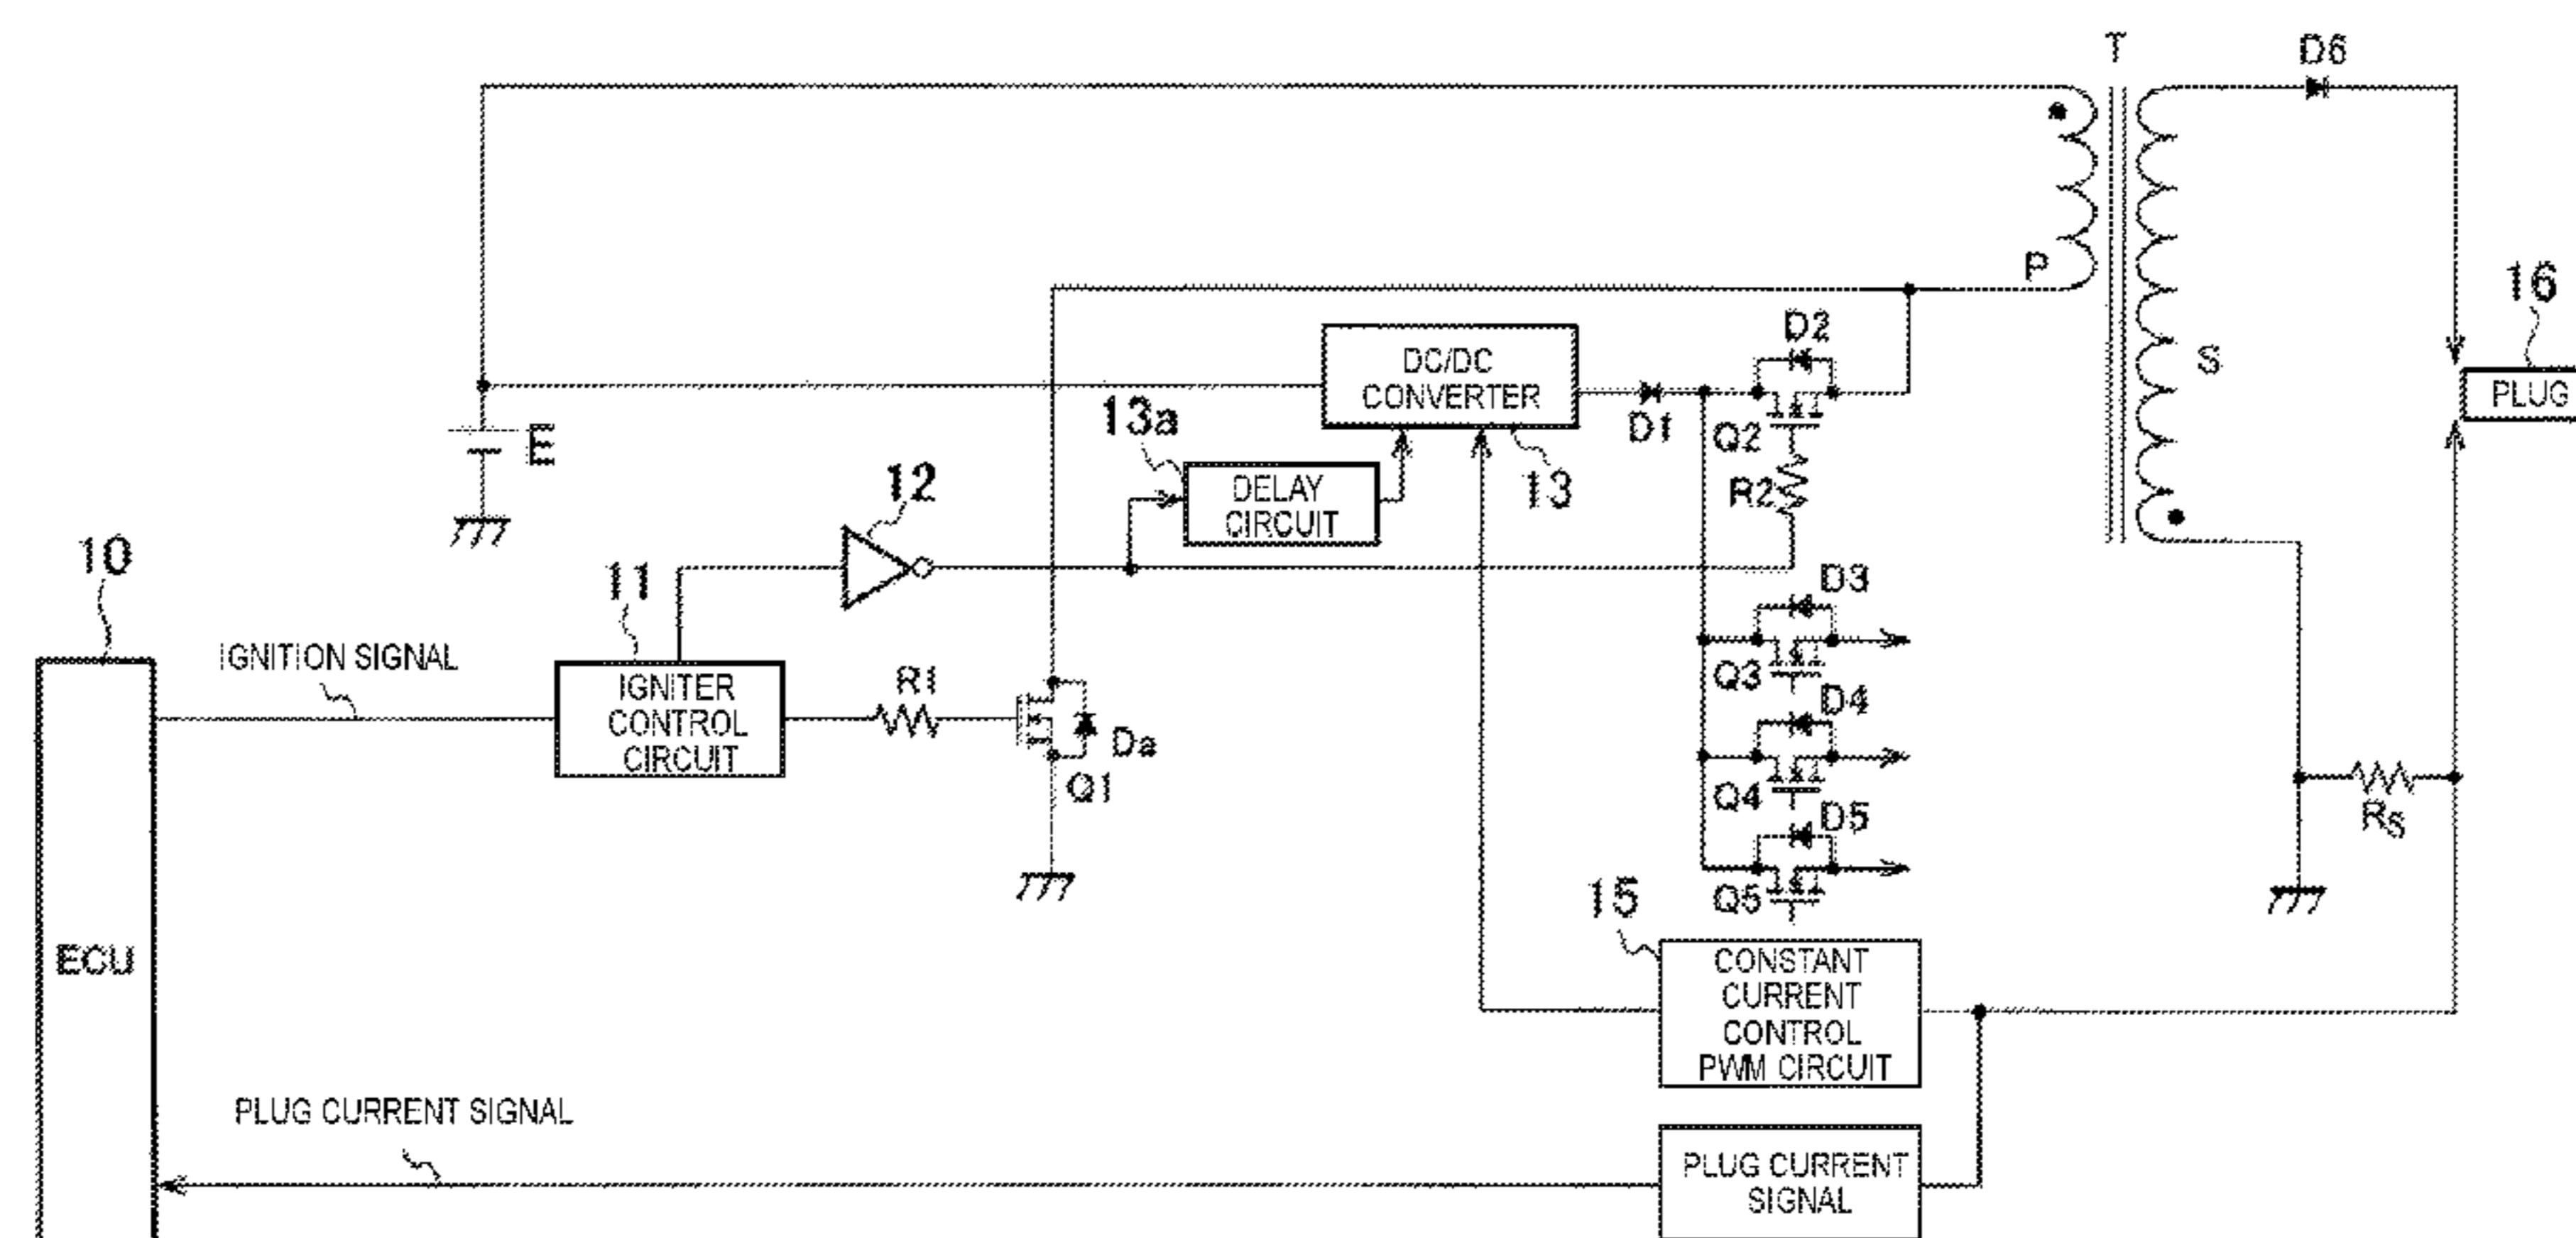 T
D6
P
S
16
PLUG
D2
DC/DC
CONVERTER
D1
Q2
13a
13
R2
E
DELAY
CIRCUIT
12
10
11
D3
IGNITION SIGNAL
IGNITER
CONTROL
CIRCUIT
R1
Q3
D4
Da
Q1
Q4
D5
RS
Q5
15
ECU
CONSTANT
CURRENT
CONTROL
PWM CIRCUIT
PLUG CURRENT SIGNAL
PLUG CURRENT
SIGNAL